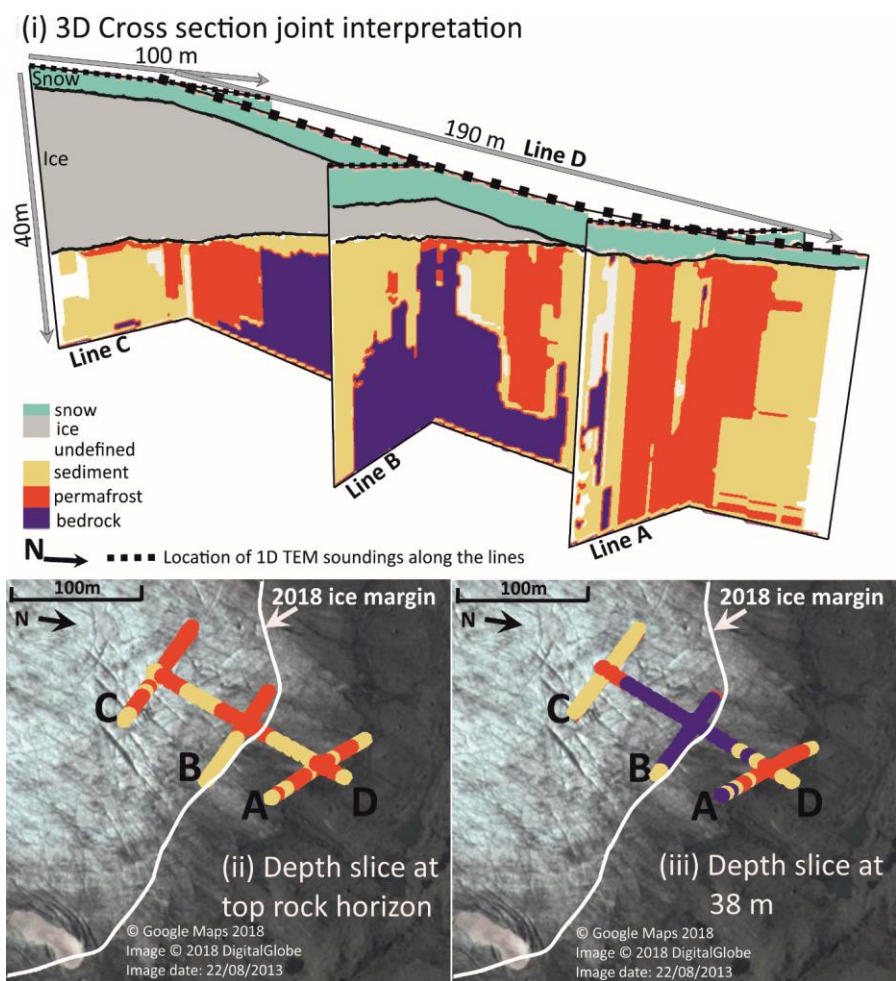 (i) 3D Cross section joint interpretation
100 m
Snow
190 m
Line D
Ice
40m
Line C
Line B
Line A
snow
ice
undefined
sediment
permafrost
bedrock
N
Location of 1D TEM soundings along the lines
100m
N
2018 ice margin
C
B
A
D
(ii) Depth slice at
top rock horizon
© Google Maps 2018
Image © 2018 DigitalGlobe
Image date: 22/08/2013
100m
N
2018 ice margin
C
B
A
D
(iii) Depth slice at
38 m
© Google Maps 2018
Image © 2018 DigitalGlobe
Image date: 22/08/2013